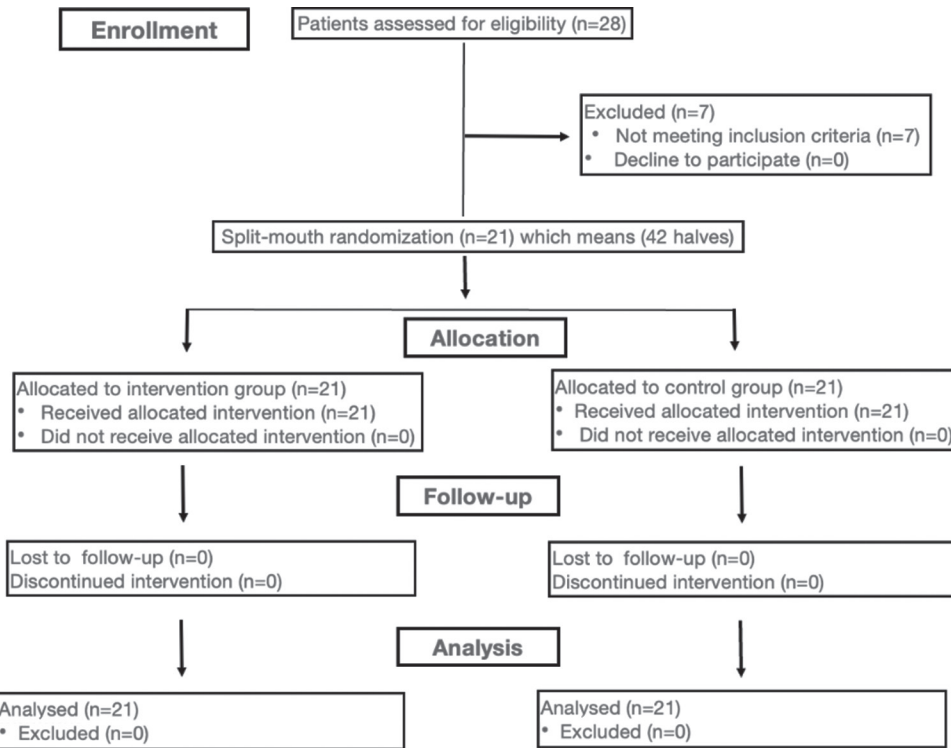 Enrollment
Patients assessed for eligibility (n=28)
Excluded (n=7)
• Not meeting inclusion criteria (n=7)
• Decline to participate (n=0)
Split-mouth randomization (n=21) which means (42 halves)
Allocation
Allocated to intervention group (n=21)
• Received allocated intervention (n=21)
• Did not receive allocated intervention (n=0)
Allocated to control group (n=21)
• Received allocated intervention (n=21)
• Did not receive allocated intervention (n=0)
Follow-up
Lost to follow-up (n=0)
Discontinued intervention (n=0)
Lost to follow-up (n=0)
Discontinued intervention (n=0)
Analysis
Analysed (n=21)
• Excluded (n=0)
Analysed (n=21)
• Excluded (n=0)